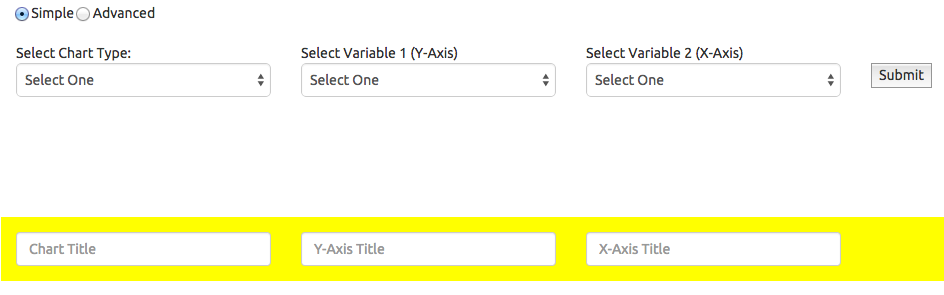 Simple Advanced
Select Chart Type: Select Variable 1 (Y-Axis) Select Variable 2 (X-Axis)
Select One Select One Select One Submit
Chart Title Y-Axis Title X-Axis Title